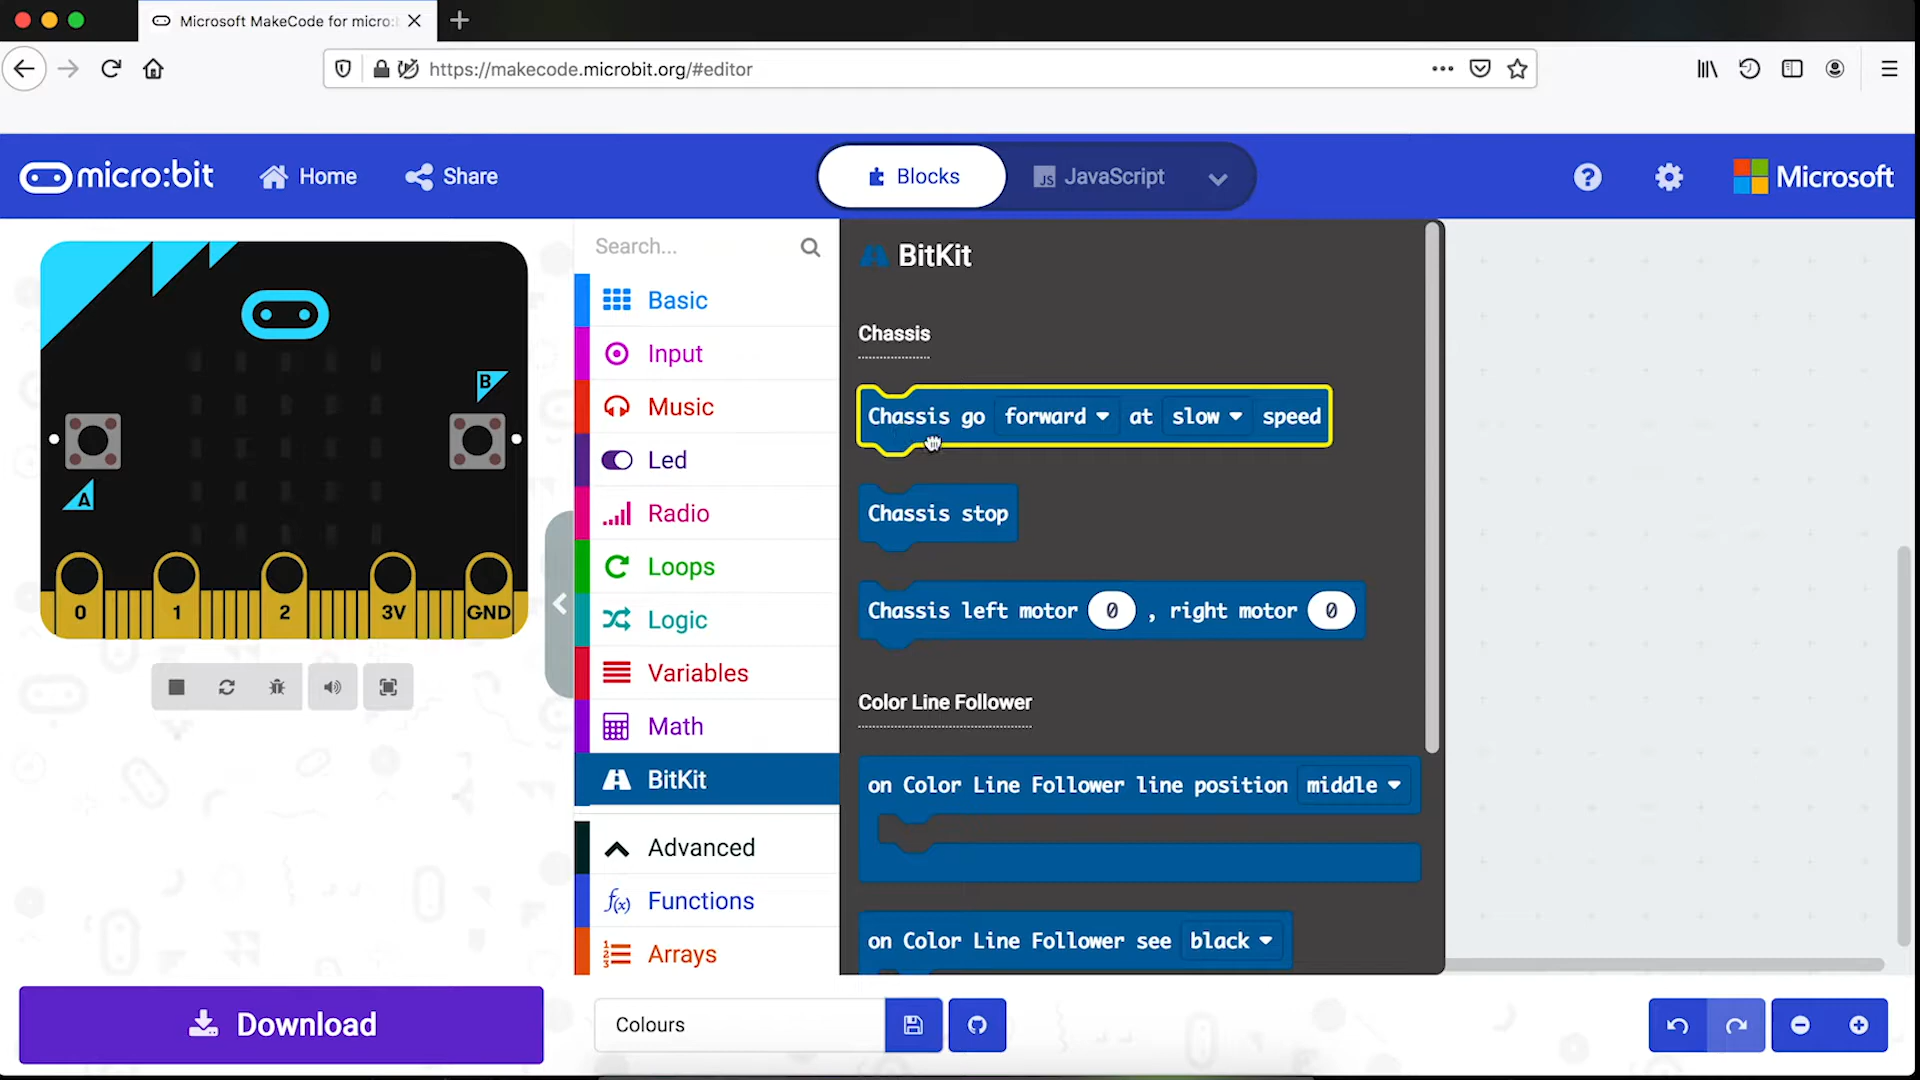 Microsoft MakeCode for micro:
https://makecode.microbit.org/#editor
micro:bit
Home
Share
Blocks
JS JavaScript
Microsoft
B
A
0 1 2 3V GND
Search...
Basic
Input
Music
Led
Radio
Loops
Logic
Variables
Math
BitKit
Advanced
f(x) Functions
Arrays
BitKit
Chassis
Chassis go forward at slow speed
Chassis stop
Chassis left motor 0 , right motor 0
Color Line Follower
on Color Line Follower line position middle
on Color Line Follower see black
Download
Colours